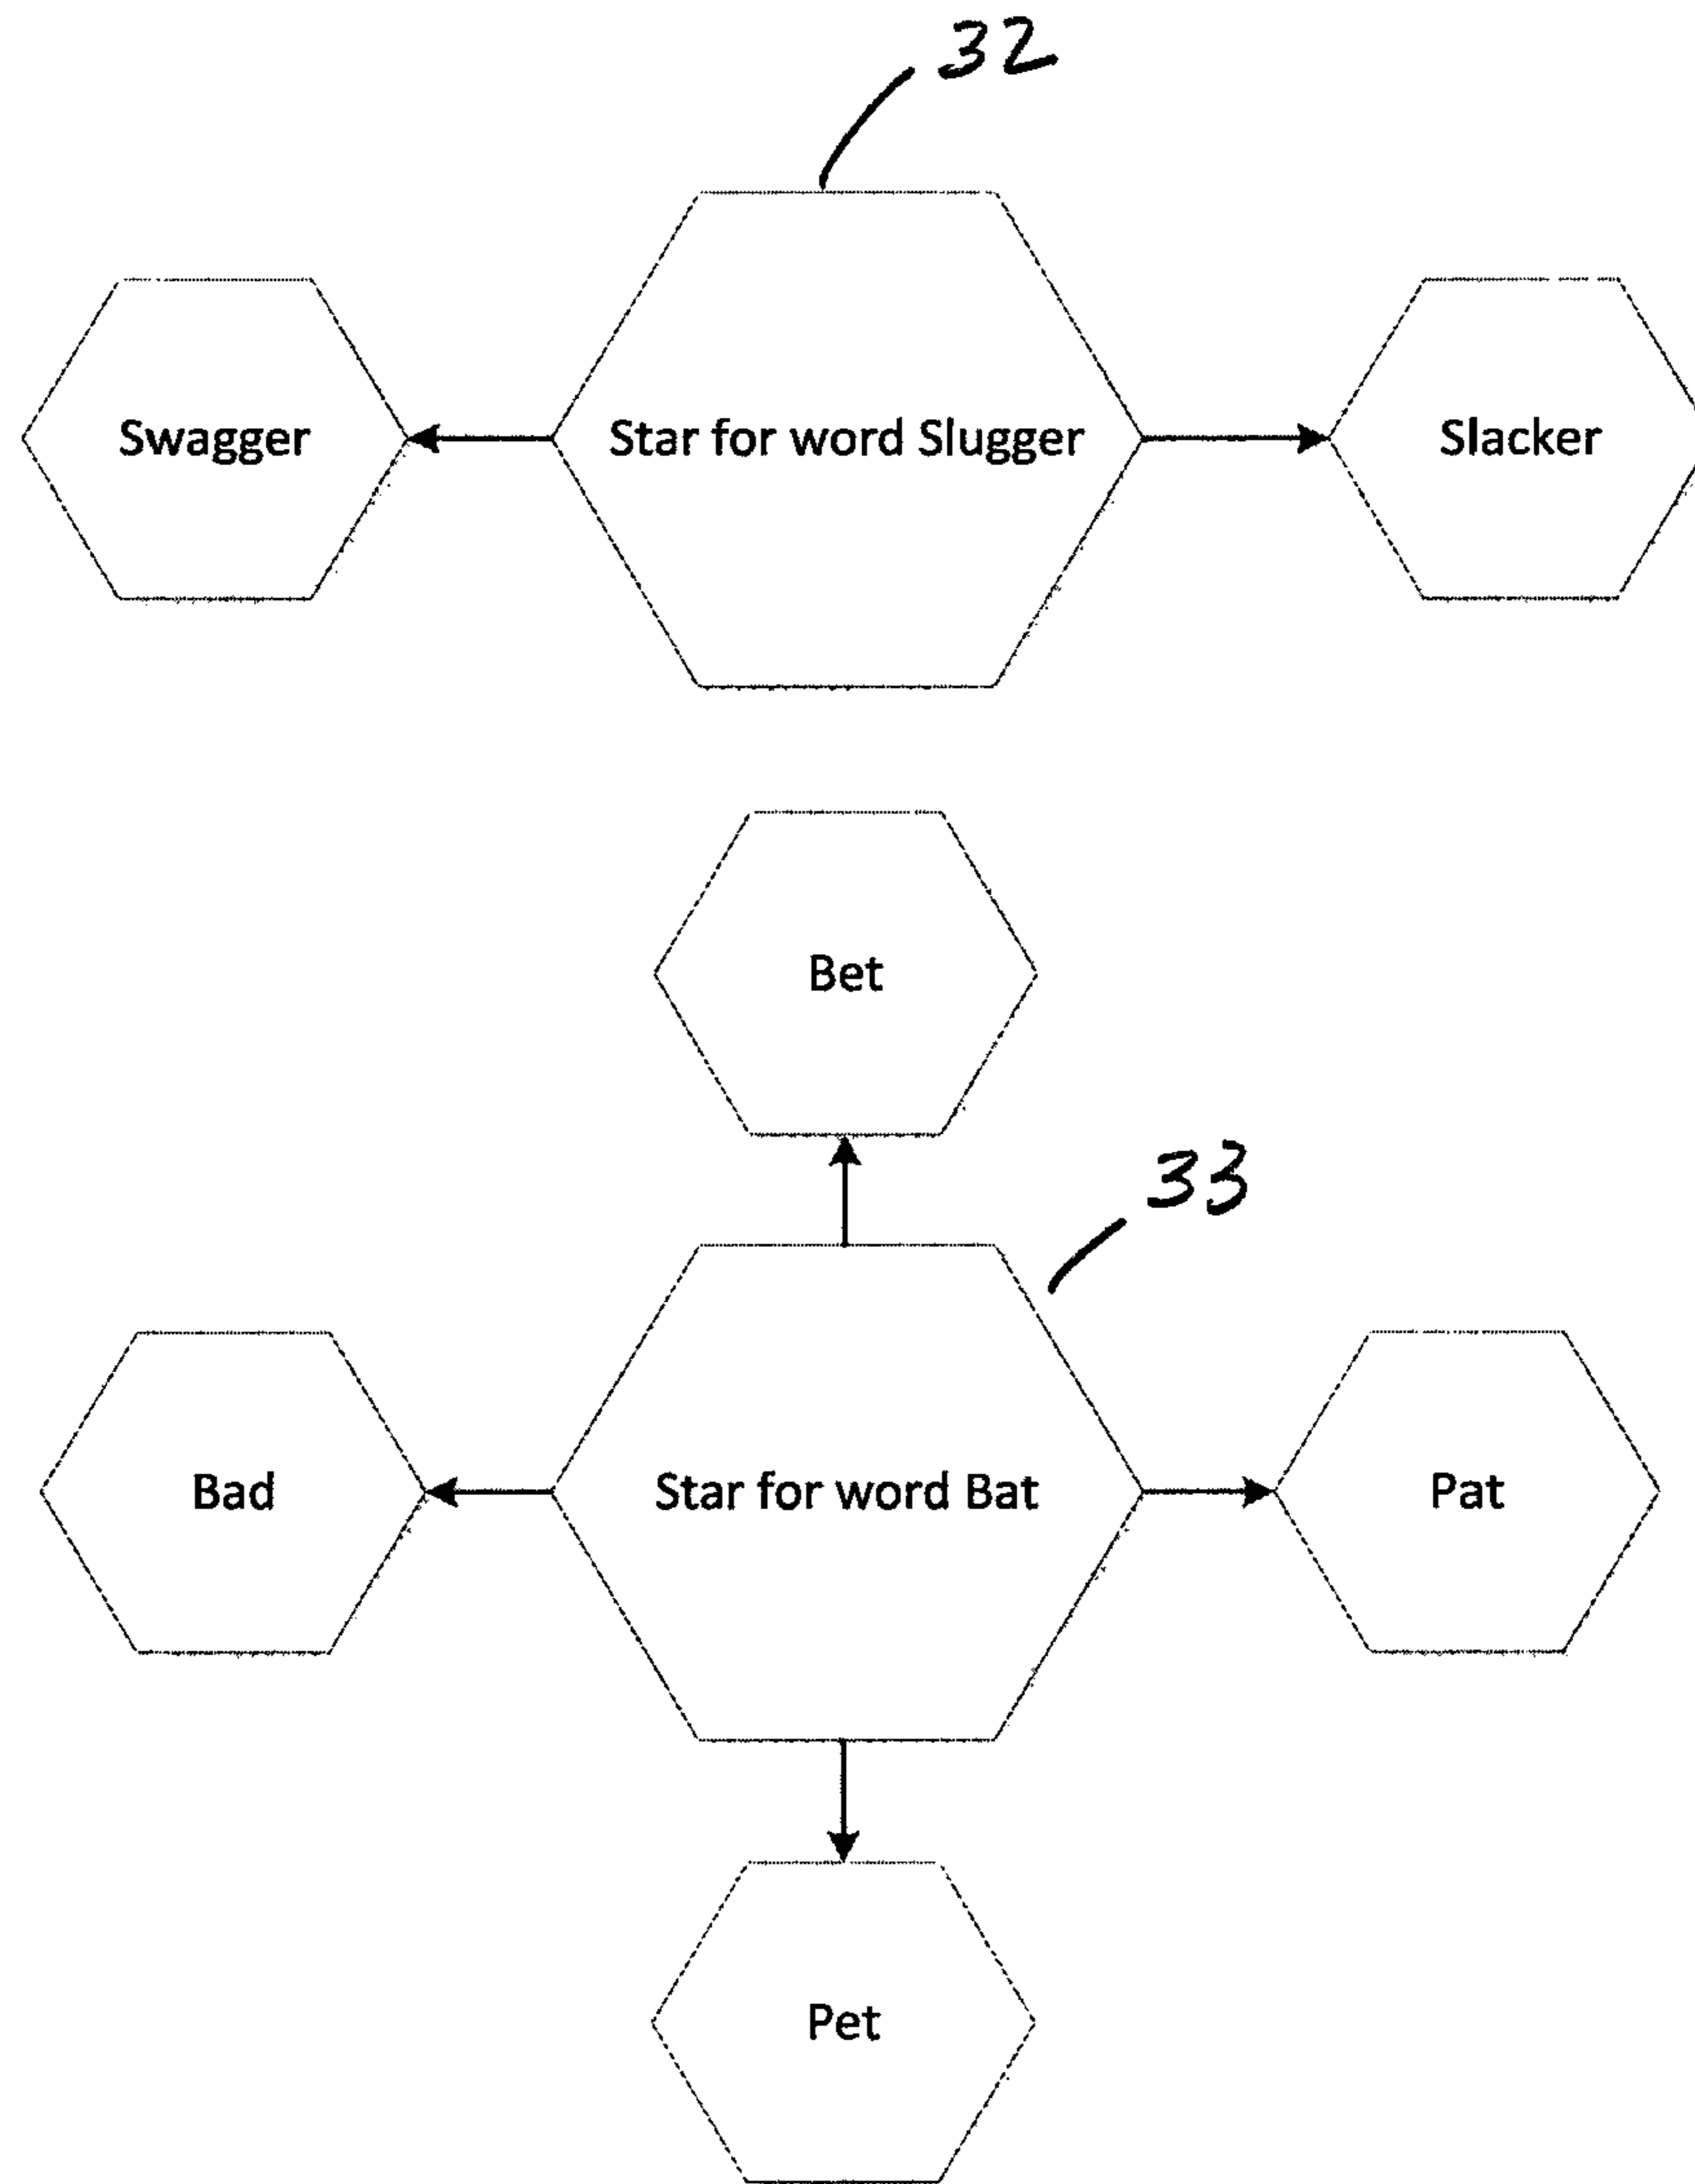 32
Swagger
Star for word Slugger
Slacker
Bet
33
Bad
Star for word Bat
Pat
Pet